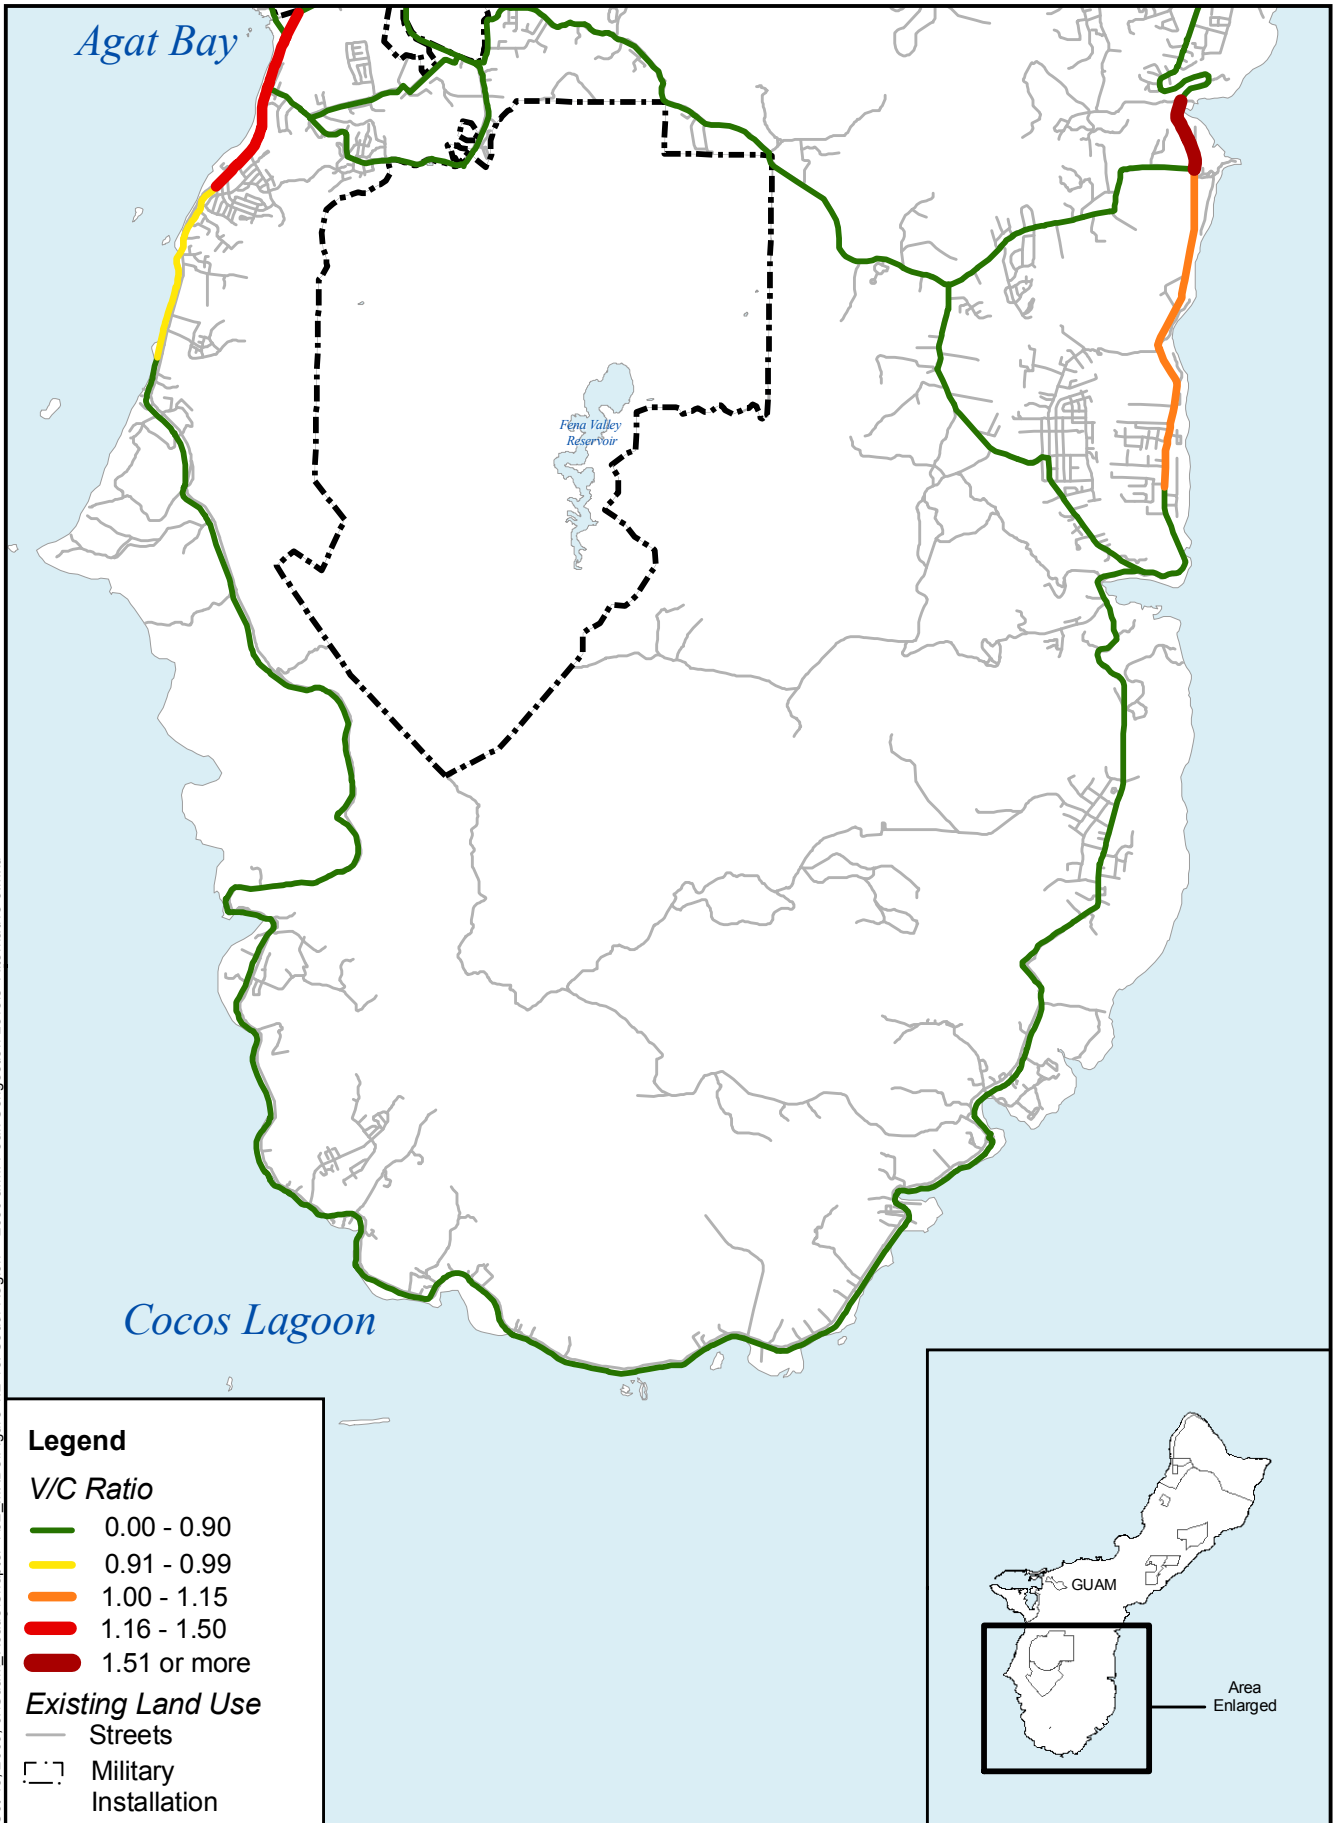 Agat Bay
Fena Valley
Reservoir
Cocos Lagoon
Legend
V/C Ratio
0.00 - 0.90
0.91 - 0.99
1.00 - 1.15
1.16 - 1.50
1.51 or more
Existing Land Use
Streets
Military
Installation
GUAM
Area
Enlarged